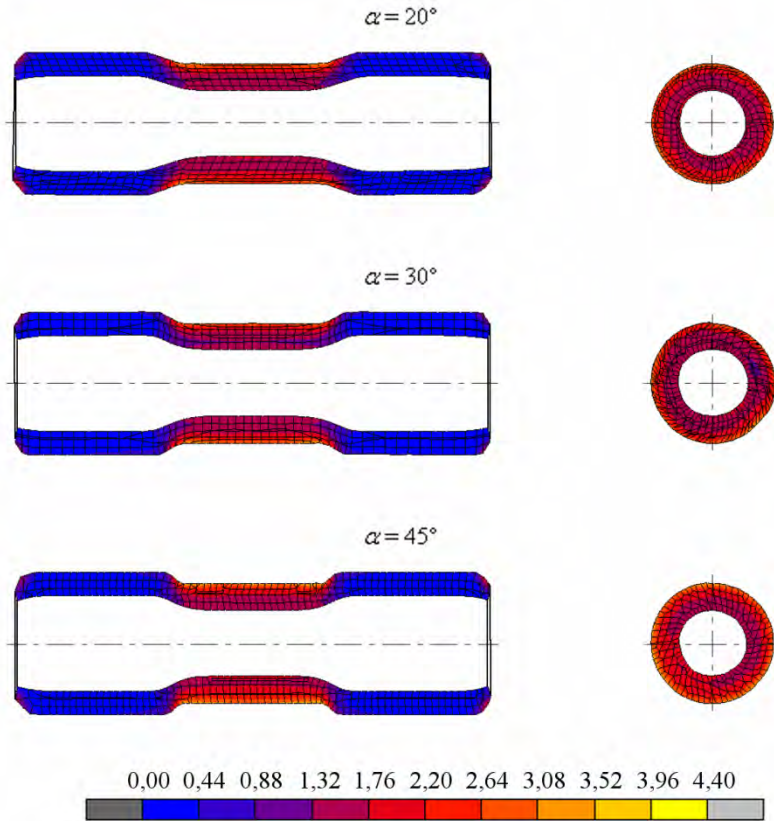 α = 20°
α = 30°
α = 45°
0,00 0,44 0,88 1,32 1,76 2,20 2,64 3,08 3,52 3,96 4,40